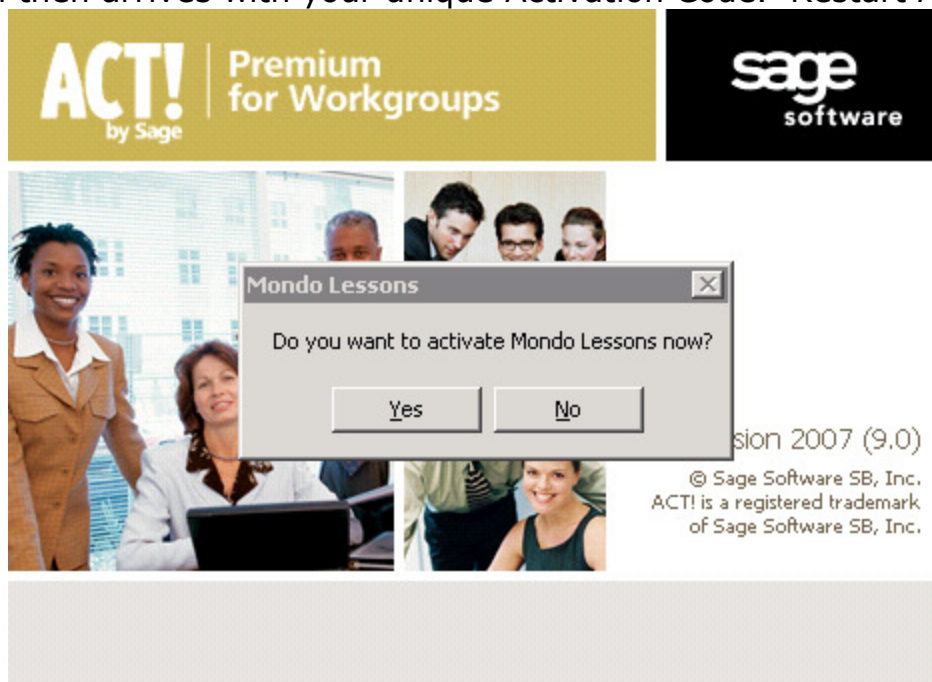 then arrives with your unique Activation Code. Restart
ACT! by Sage
Premium
for Workgroups
sage
software
Mondo Lessons
Do you want to activate Mondo Lessons now?
Yes No
sion 2007 (9.0)
© Sage Software SB, Inc.
ACT! is a registered trademark
of Sage Software SB, Inc.